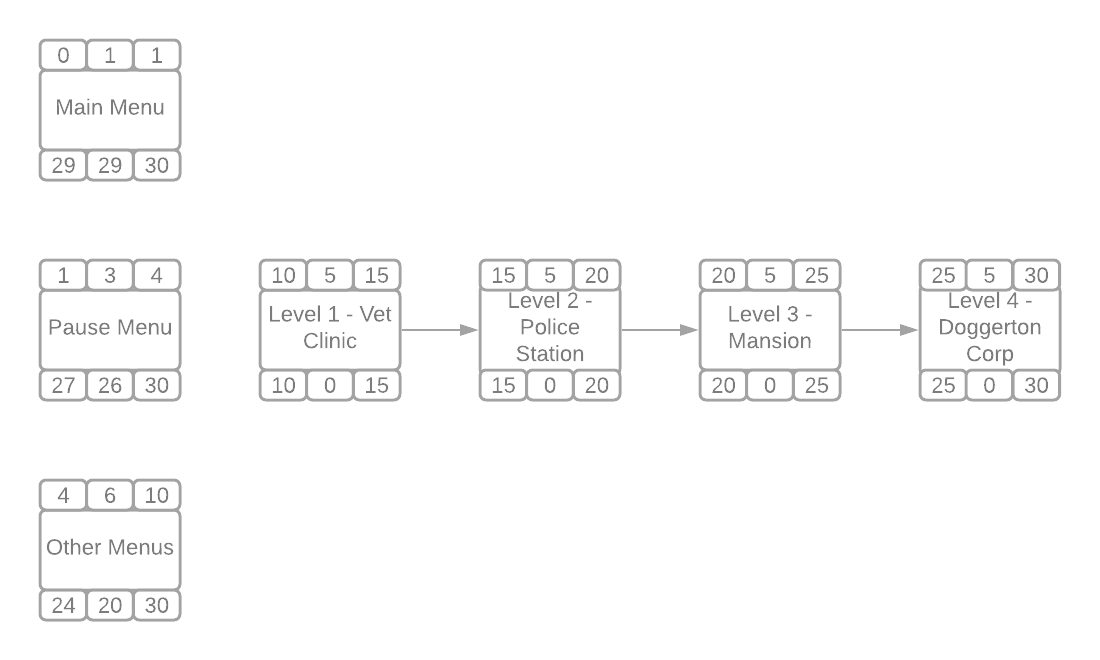 0 1 1
Main Menu
29 29 30
1 3 4
Pause Menu
27 26 30
10 5 15
Level 1 - Vet
Clinic
10 0 15
15 5 20
Level 2 -
Police
Station
15 0 20
20 5 25
Level 3 -
Mansion
20 0 25
25 5 30
Level 4 -
Doggerton
Corp
25 0 30
4 6 10
Other Menus
24 20 30